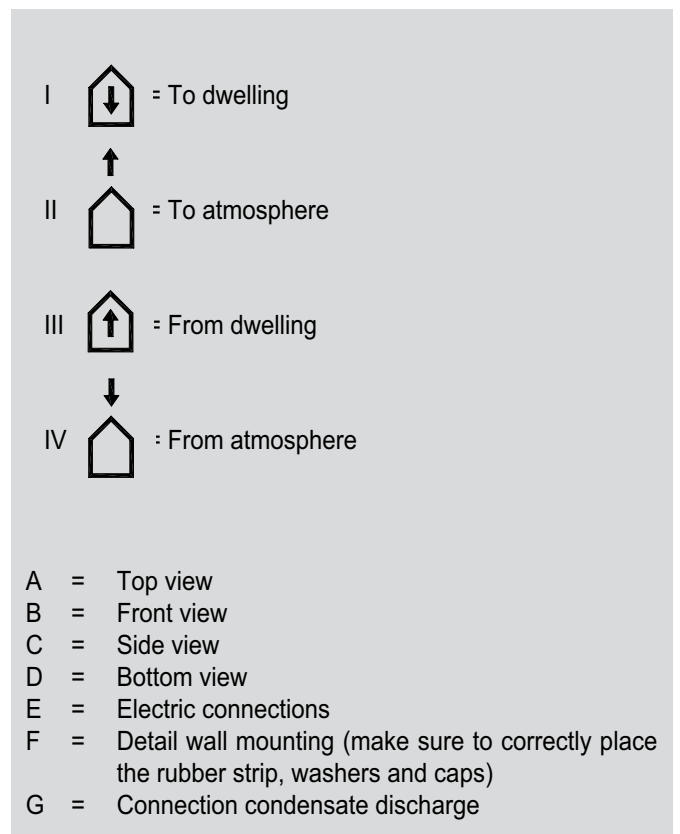 I = To dwelling
II = To atmosphere
III = From dwelling
IV = From atmosphere
A = Top view
B = Front view
C = Side view
D = Bottom view
E = Electric connections
F = Detail wall mounting (make sure to correctly place
the rubber strip, washers and caps)
G = Connection condensate discharge